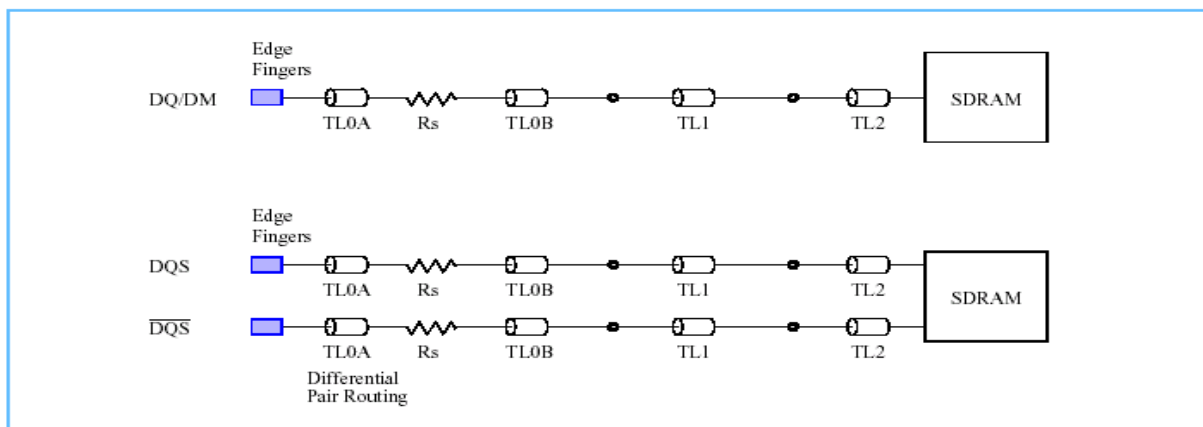 Edge
Fingers
DQ/DM
TL0A Rs TL0B TL1 TL2
SDRAM
Edge
Fingers
DQS
TL0A Rs TL0B TL1 TL2
SDRAM
D̅Q̅S̅
TL0A Rs TL0B TL1 TL2
Differential
Pair Routing